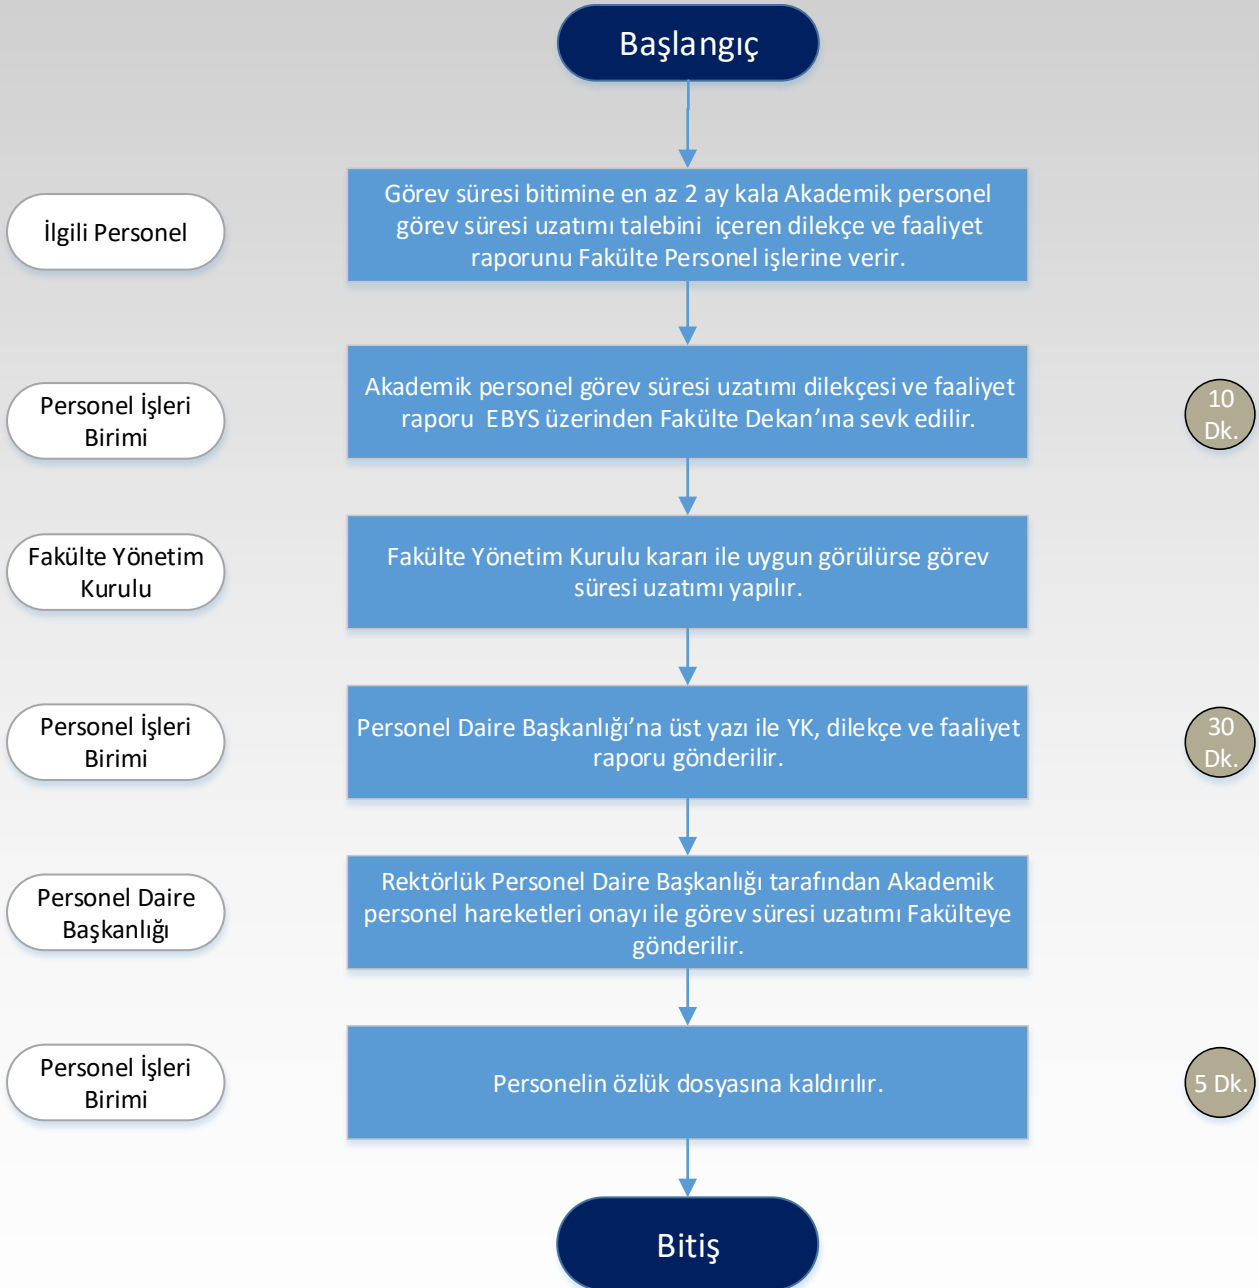 Başlangıç
İlgili Personel
Görev süresi bitimine en az 2 ay kala Akademik personel
görev süresi uzatımı talebini içeren dilekçe ve faaliyet
raporunu Fakülte Personel işlerine verir.
Personel İşleri
Birimi
Akademik personel görev süresi uzatımı dilekçesi ve faaliyet
raporu EBYS üzerinden Fakülte Dekan’ına sevk edilir.
10
Dk.
Fakülte Yönetim
Kurulu
Fakülte Yönetim Kurulu kararı ile uygun görülürse görev
süresi uzatımı yapılır.
Personel İşleri
Birimi
Personel Daire Başkanlığı’na üst yazı ile YK, dilekçe ve faaliyet
raporu gönderilir.
30
Dk.
Personel Daire
Başkanlığı
Rektörlük Personel Daire Başkanlığı tarafından Akademik
personel hareketleri onayı ile görev süresi uzatımı Fakülteye
gönderilir.
Personel İşleri
Birimi
Personelin özlük dosyasına kaldırılır.
5 Dk.
Bitiş